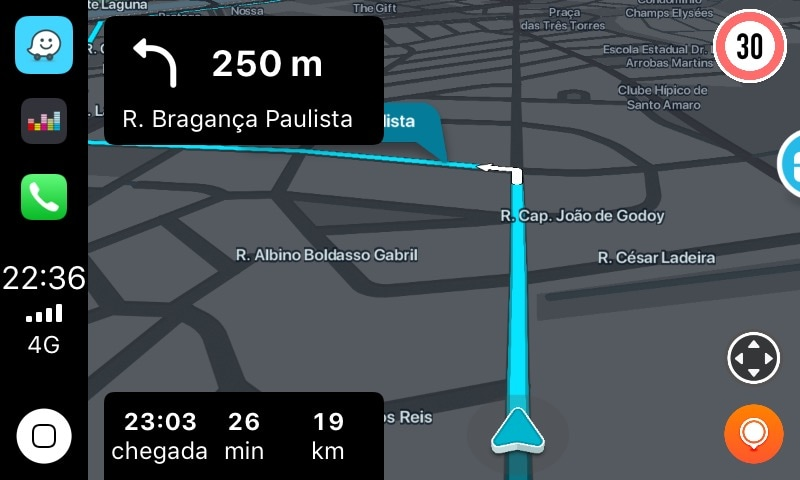 te Laguna
Nossa
The Gift
Praça
das Três Torres
Condomínio
Champs Elysées
30
250 m
R. Bragança Paulista
Escola Estadual Dr. L
Arrobas Martins
Clube Hípico de
Santo Amaro
lista
R. Cap. João de Godoy
R. Albino Boldasso Gabril
R. César Ladeira
22:36
4G
os Reis
23:03
chegada
26
min
19
km